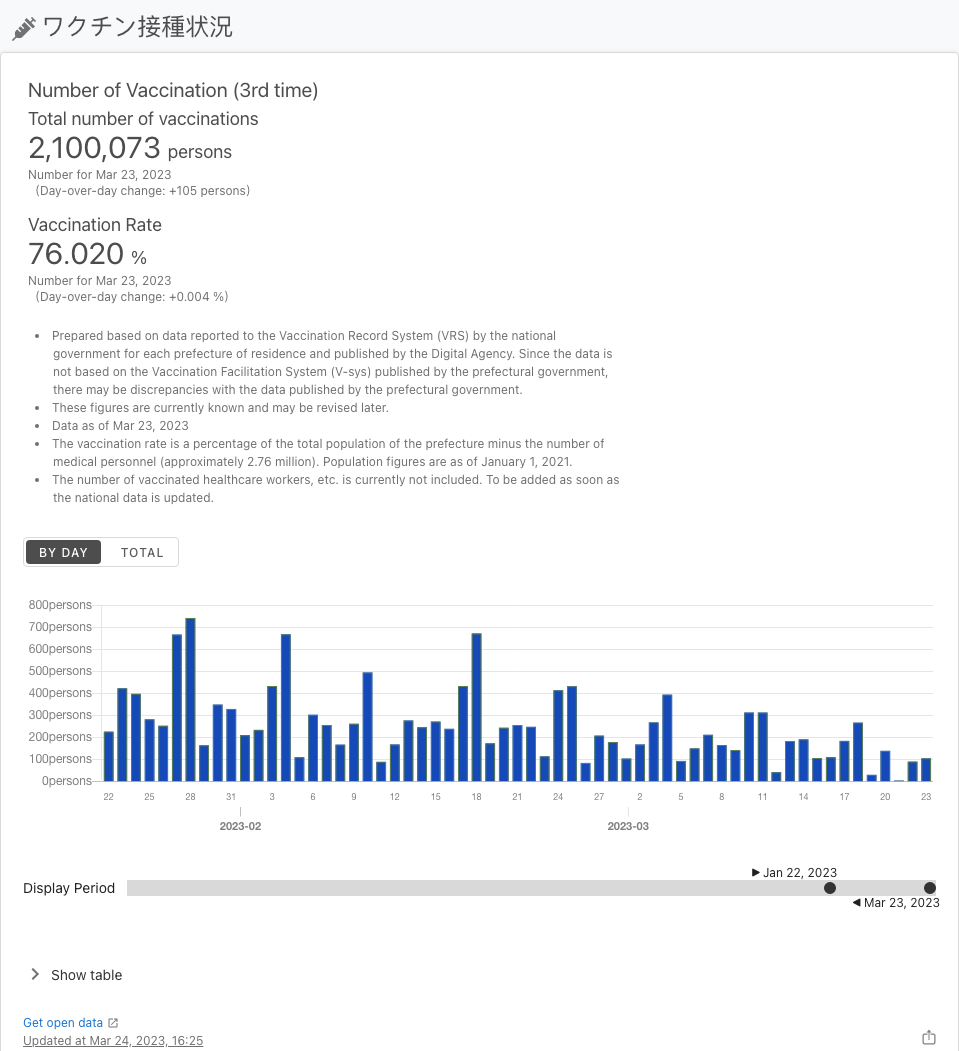 ワクチン接種状況
Number of Vaccination (3rd time)
Total number of vaccinations
2,100,073 persons
Number for Mar 23, 2023
(Day-over-day change: +105 persons)
Vaccination Rate
76.020 %
Number for Mar 23, 2023
(Day-over-day change: +0.004 %)
• Prepared based on data reported to the Vaccination Record System (VRS) by the national
government for each prefecture of residence and published by the Digital Agency. Since the data is
not based on the Vaccination Facilitation System (V-sys) published by the prefectural government,
there may be discrepancies with the data published by the prefectural government.
• These figures are currently known and may be revised later.
• Data as of Mar 23, 2023
• The vaccination rate is a percentage of the total population of the prefecture minus the number of
medical personnel (approximately 2.76 million). Population figures are as of January 1, 2021.
• The number of vaccinated healthcare workers, etc. is currently not included. To be added as soon as
the national data is updated.
BY DAY TOTAL
800persons
700persons
600persons
500persons
400persons
300persons
200persons
100persons
0persons
22 25 28 31 3 6 9 12 15 18 21 24 27 2 5 8 11 14 17 20 23
2023-02 2023-03
Jan 22, 2023
Display Period
Mar 23, 2023
Show table
Get open data
Updated at Mar 24, 2023, 16:25